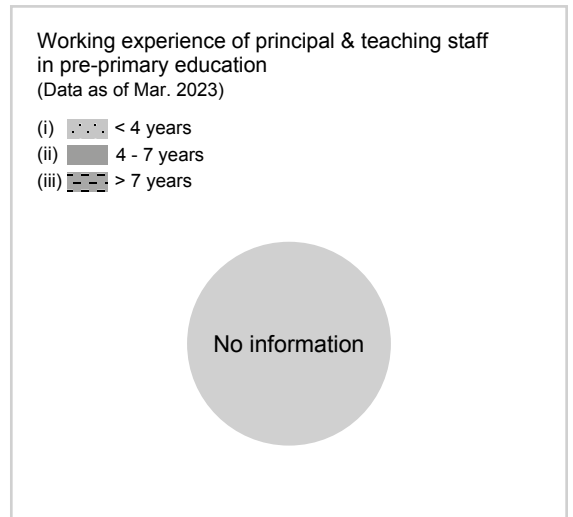 Working experience of principal & teaching staff
in pre-primary education
(Data as of Mar. 2023)
(i) < 4 years
(ii) 4 - 7 years
(iii) > 7 years
No information